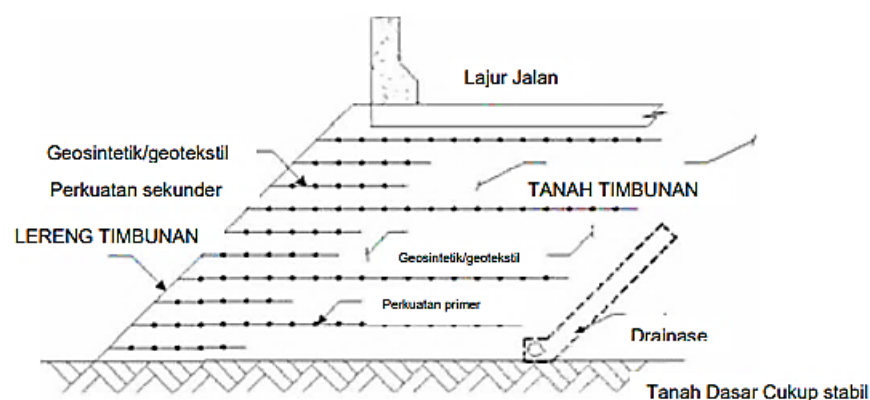 Lajur Jalan
Geosintetik/geotekstil
Perkuatan sekunder
TANAH TIMBUNAN
LERENG TIMBUNAN
Geosintetik/geotekstil
Perkuatan primer
Drainase
Tanah Dasar Cukup stabil